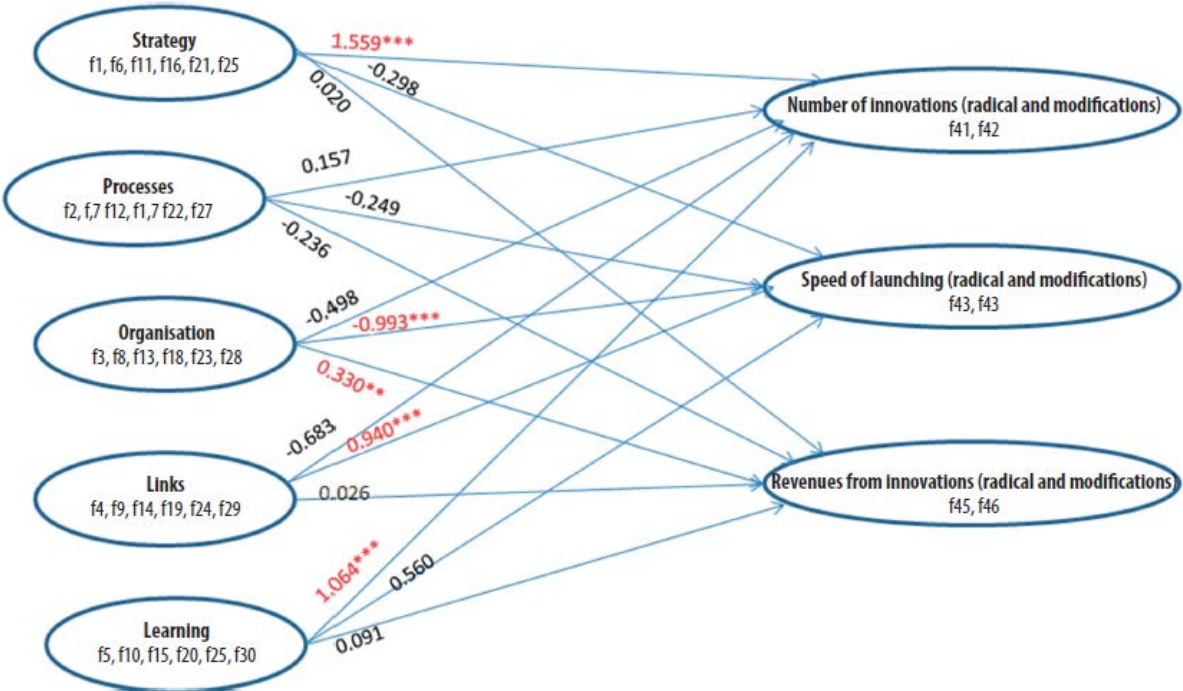 Strategy
f1, f6, f11, f16, f21, f25
1.559***
-0.298
0.020
Number of innovations (radical and modifications)
f41, f42
Processes
f2, f,7 f12, f1,7 f22, f27
0.157
-0.249
-0.236
Speed of launching (radical and modifications)
f43, f43
Organisation
f3, f8, f13, f18, f23, f28
-0.498
-0.993***
0.330**
Links
f4, f9, f14, f19, f24, f29
-0.683
0.940***
0.026
Revenues from innovations (radical and modifications)
f45, f46
Learning
f5, f10, f15, f20, f25, f30
1.064***
0.560
0.091